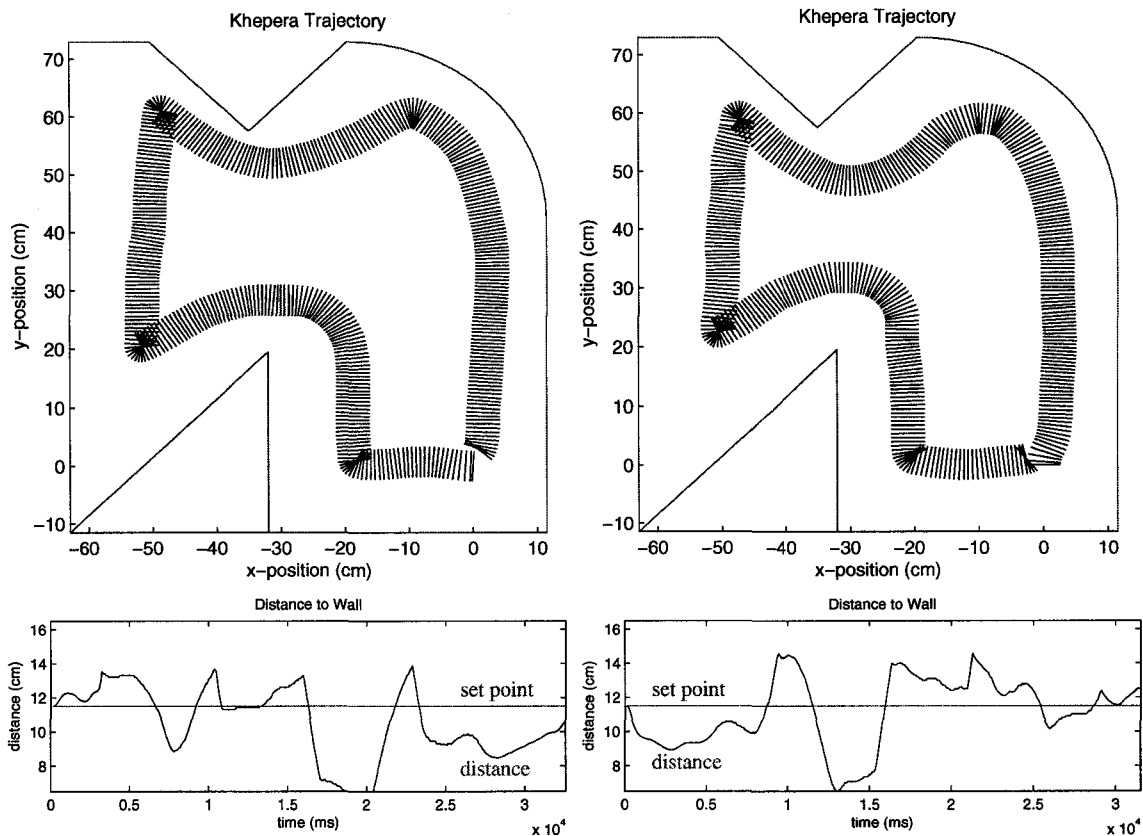 Khepera Trajectory
70
60
50
40
30
20
10
0
−10
y−position (cm)
−60 −50 −40 −30 −20 −10 0 10
x−position (cm)
Khepera Trajectory
70
60
50
40
30
20
10
0
−10
y−position (cm)
−60 −50 −40 −30 −20 −10 0 10
x−position (cm)
Distance to Wall
16
14
12
10
8
distance (cm)
set point
distance
0 0.5 1 1.5 2 2.5 3
time (ms)
x 10⁴
Distance to Wall
16
14
12
10
8
distance (cm)
set point
distance
0 0.5 1 1.5 2 2.5 3
time (ms)
x 10⁴